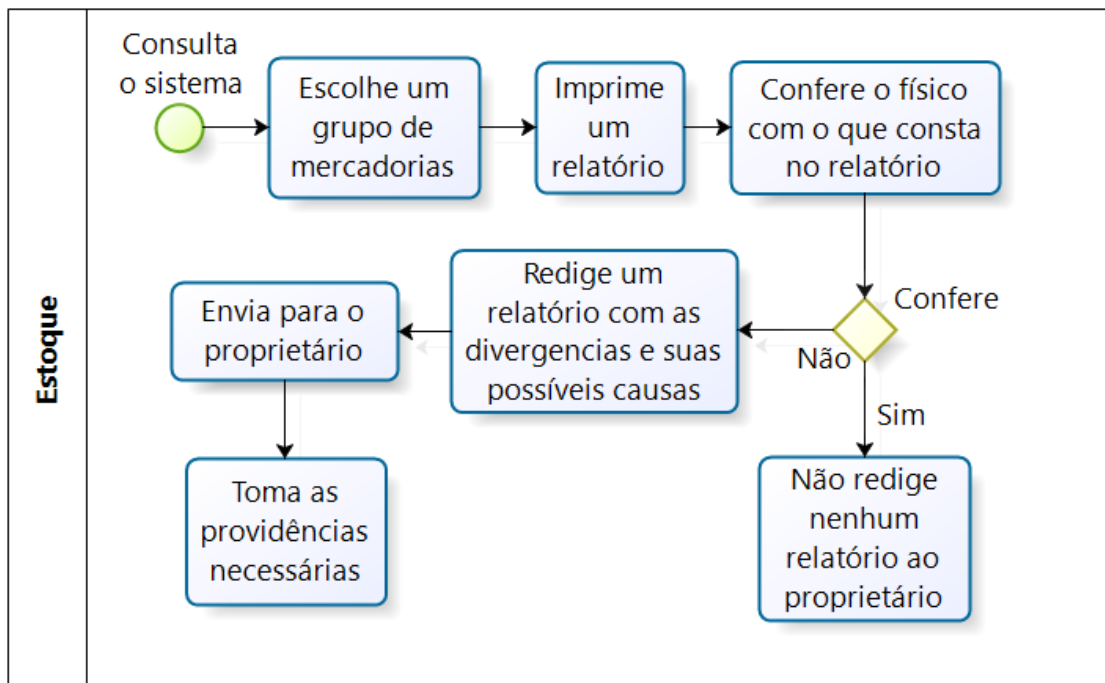 Estoque
Consulta
o sistema
Escolhe um
grupo de
mercadorias
Imprime
um
relatório
Confere o físico
com o que consta
no relatório
Confere
Não
Sim
Redige um
relatório com as
divergencias e suas
possíveis causas
Envia para o
proprietário
Toma as
providências
necessárias
Não redige
nenhum
relatório ao
proprietário